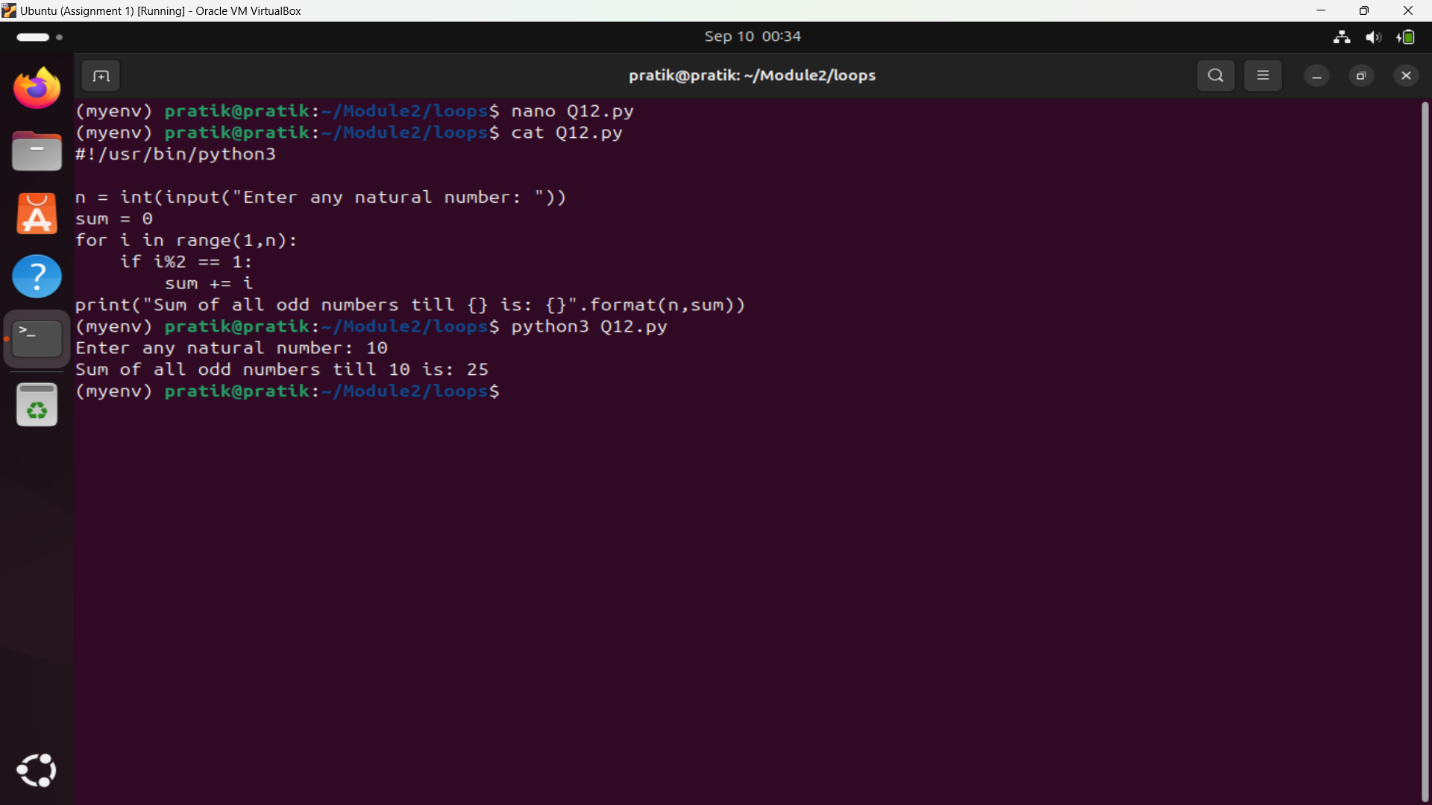 Ubuntu (Assignment 1) [Running] - Oracle VM VirtualBox
Sep 10 00:34
pratik@pratik: ~/Module2/loops
(myenv) pratik@pratik:~/Module2/loops$ nano Q12.py
(myenv) pratik@pratik:~/Module2/loops$ cat Q12.py
#!/usr/bin/python3

n = int(input("Enter any natural number: "))
sum = 0
for i in range(1,n):
    if i%2 == 1:
        sum += i
print("Sum of all odd numbers till {} is: {}".format(n,sum))
(myenv) pratik@pratik:~/Module2/loops$ python3 Q12.py
Enter any natural number: 10
Sum of all odd numbers till 10 is: 25
(myenv) pratik@pratik:~/Module2/loops$